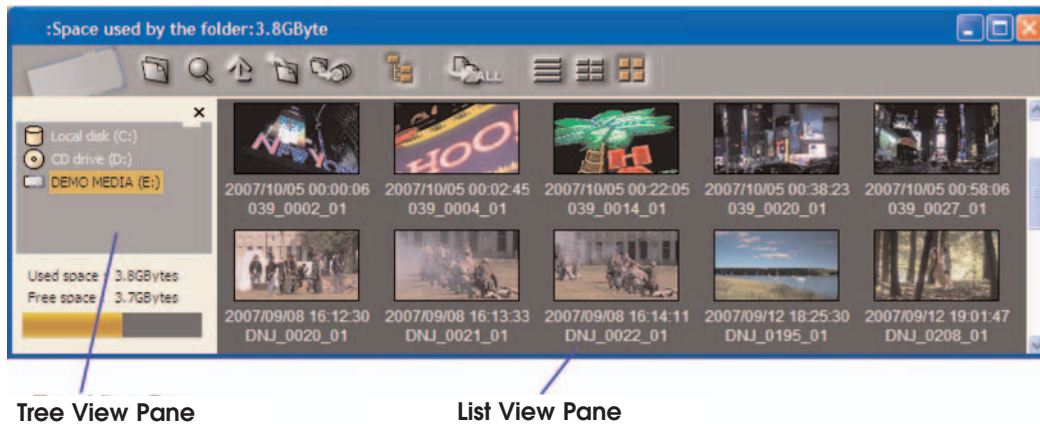 :Space used by the folder:3.8GByte
ALL
×
Local disk (C:)
CD drive (D:)
DEMO MEDIA (E:)
Used space : 3.8GBytes
Free space : 3.7GBytes
HOO!
2007/10/05 00:00:06 2007/10/05 00:02:45 2007/10/05 00:22:05 2007/10/05 00:38:23 2007/10/05 00:58:06
039_0002_01 039_0004_01 039_0014_01 039_0020_01 039_0027_01
2007/09/08 16:12:30 2007/09/08 16:13:33 2007/09/08 16:14:11 2007/09/12 18:25:30 2007/09/12 19:01:47
DNJ_0020_01 DNJ_0021_01 DNJ_0022_01 DNJ_0195_01 DNJ_0208_01
Tree View Pane
List View Pane